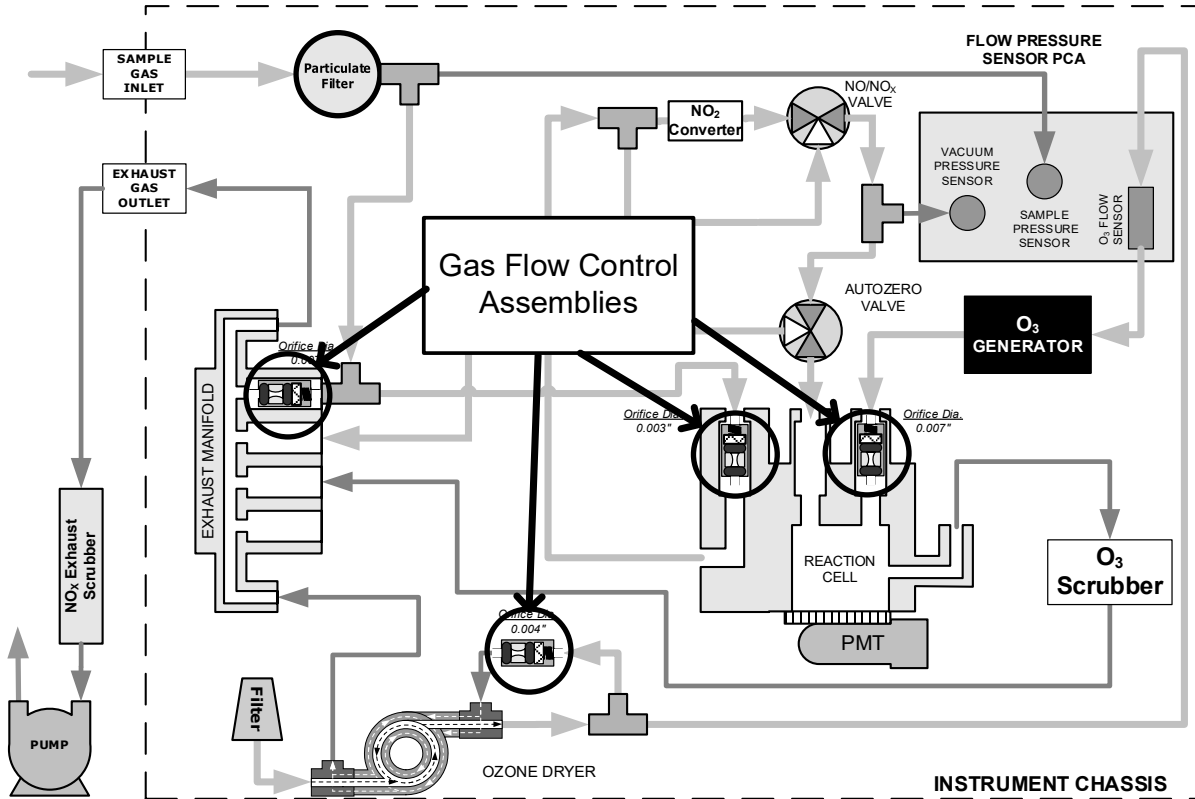 SAMPLE
GAS
INLET
Particulate
Filter
FLOW PRESSURE
SENSOR PCA
NO/NOX
VALVE
NO2
Converter
VACUUM
PRESSURE
SENSOR
SAMPLE
PRESSURE
SENSOR
O3 FLOW
SENSOR
EXHAUST
GAS
OUTLET
Gas Flow Control
Assemblies
AUTOZERO
VALVE
O3
GENERATOR
Orifice Dia.
EXHAUST MANIFOLD
Orifice Dia.
0.003"
Orifice Dia.
0.007"
NOX Exhaust
Scrubber
REACTION
CELL
O3
Scrubber
Orifice Dia.
0.004"
PMT
Filter
PUMP
OZONE DRYER
INSTRUMENT CHASSIS